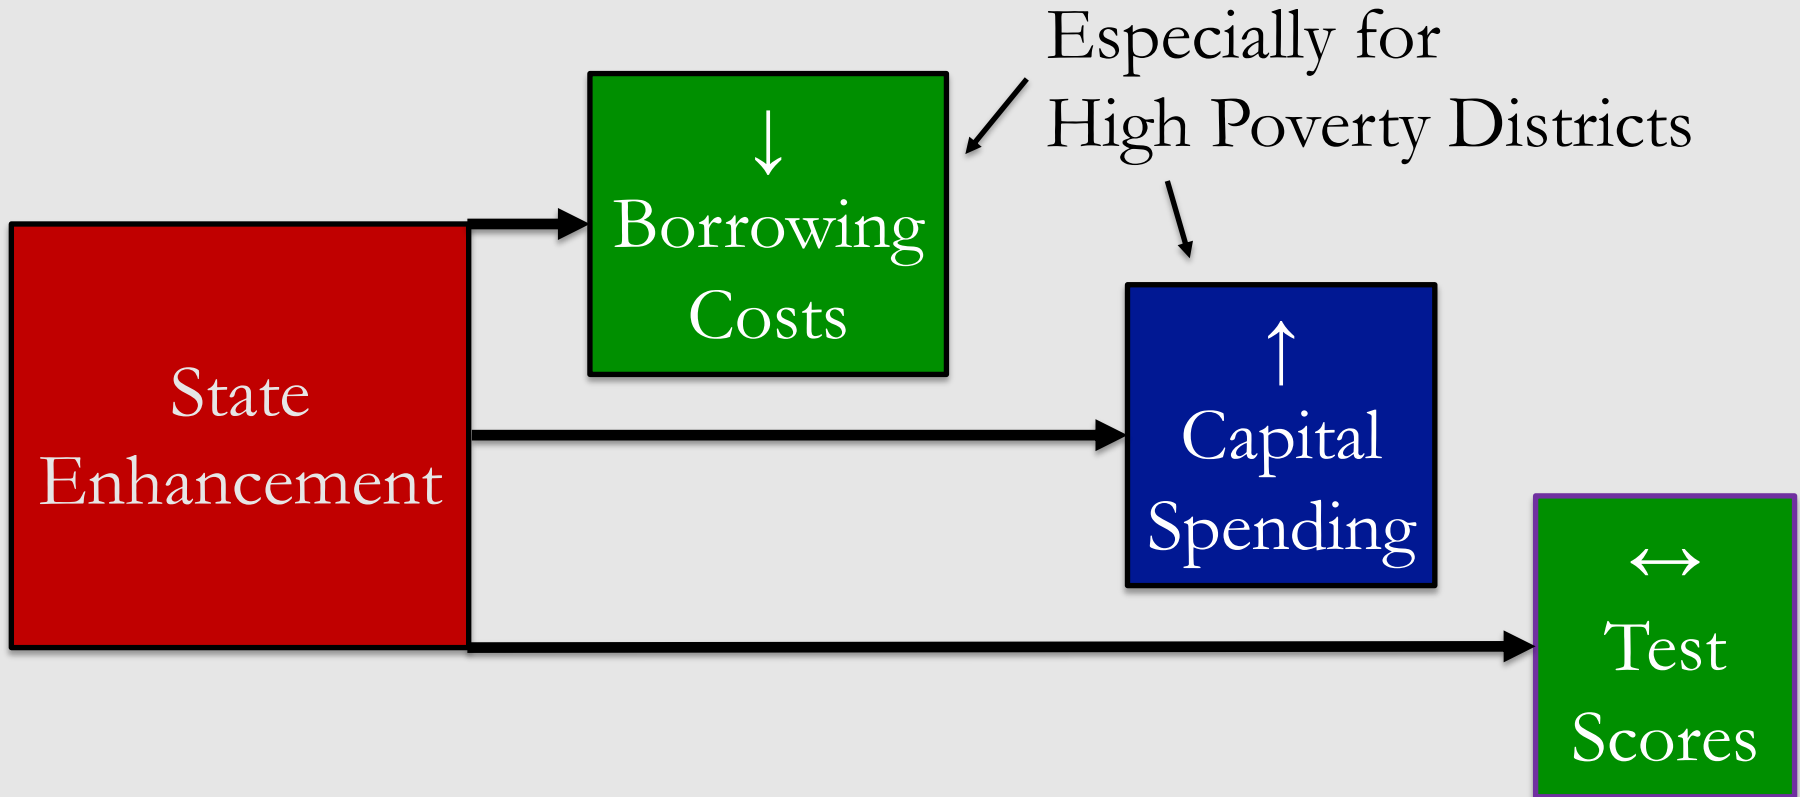 Especially for
High Poverty Districts
↓
Borrowing
Costs
State
Enhancement
↑
Capital
Spending
↔
Test
Scores